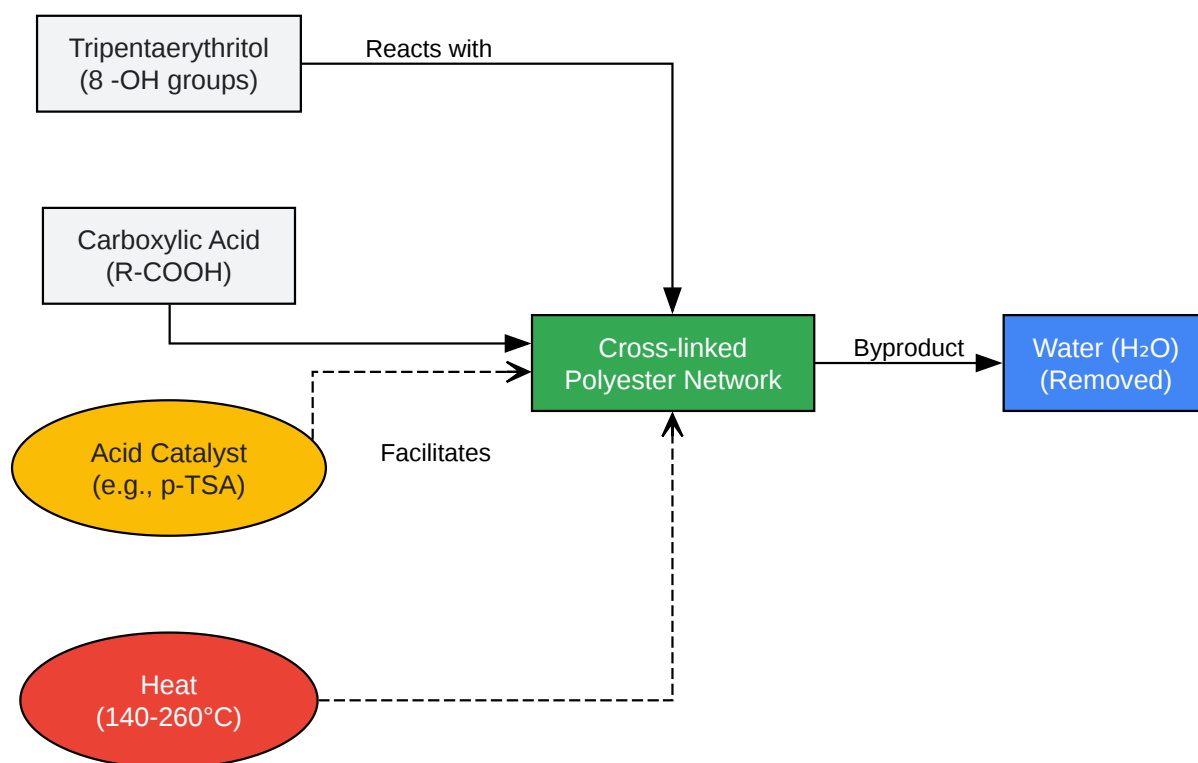 Tripentaerythritol
(8 -OH groups)
Reacts with
Carboxylic Acid
(R-COOH)
Cross-linked
Polyester Network
Byproduct
Water (H₂O)
(Removed)
Acid Catalyst
(e.g., p-TSA)
Facilitates
Heat
(140-260°C)